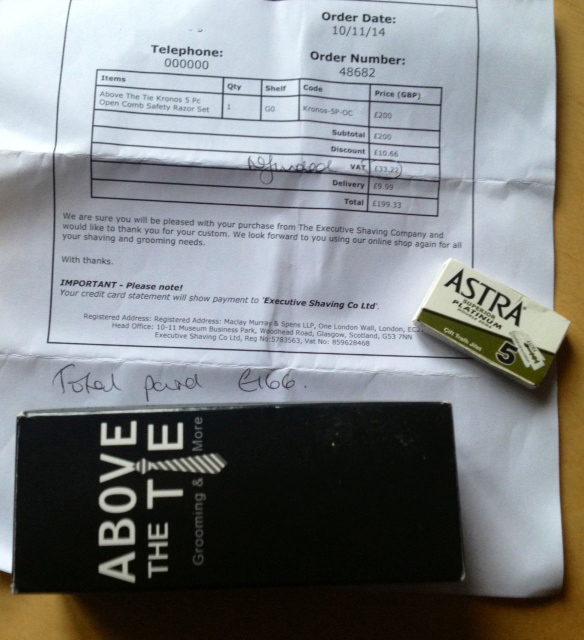 Order Date:
10/11/14
Telephone:
000000
Order Number:
48682
Items Qty Shelf Code Price (GBP)
Above The Tie Kronos 5 Pc
Open Comb Safety Razor Set 1 G0 Kronos-5P-OC £200
Subtotal £200
Discount £10.66
Refunded VAT £33.22
Delivery £9.99
Total £199.33
We are sure you will be pleased with your purchase from The Executive Shaving Company and
would like to thank you for your custom. We look forward to you using our online shop again for all
your shaving and grooming needs.
With thanks.
IMPORTANT - Please note!
Your credit card statement will show payment to 'Executive Shaving Co Ltd'.
Registered Address: Registered Address: Maclay Murray & Spens LLP, One London Wall, London, EC2
Head Office: 10-11 Museum Business Park, Woodhead Road, Glasgow, Scotland, G53 7NN
Executive Shaving Co Ltd, Reg No:5783563, Vat No: 859628468
ASTRA
SUPERIOR
PLATINUM
5
Total paid £166.
ABOVE
THE TIE
Grooming & More